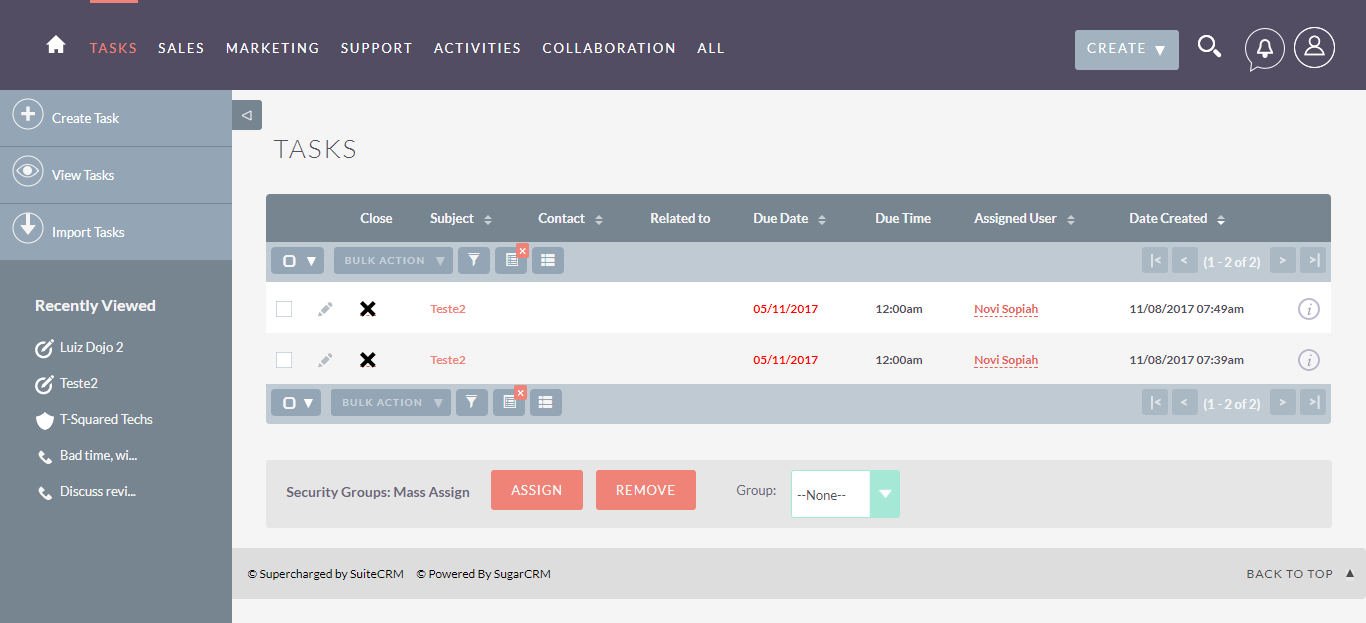 TASKS SALES MARKETING SUPPORT ACTIVITIES COLLABORATION ALL CREATE
Create Task
View Tasks
Import Tasks
Recently Viewed
Luiz Dojo 2
Teste2
T-Squared Techs
Bad time, wi...
Discuss revi...
TASKS
Close Subject Contact Related to Due Date Due Time Assigned User Date Created
BULK ACTION (1 - 2 of 2)
Teste2 05/11/2017 12:00am Novi Sopiah 11/08/2017 07:49am
Teste2 05/11/2017 12:00am Novi Sopiah 11/08/2017 07:39am
BULK ACTION (1 - 2 of 2)
Security Groups: Mass Assign ASSIGN REMOVE Group: --None--
© Supercharged by SuiteCRM © Powered By SugarCRM BACK TO TOP